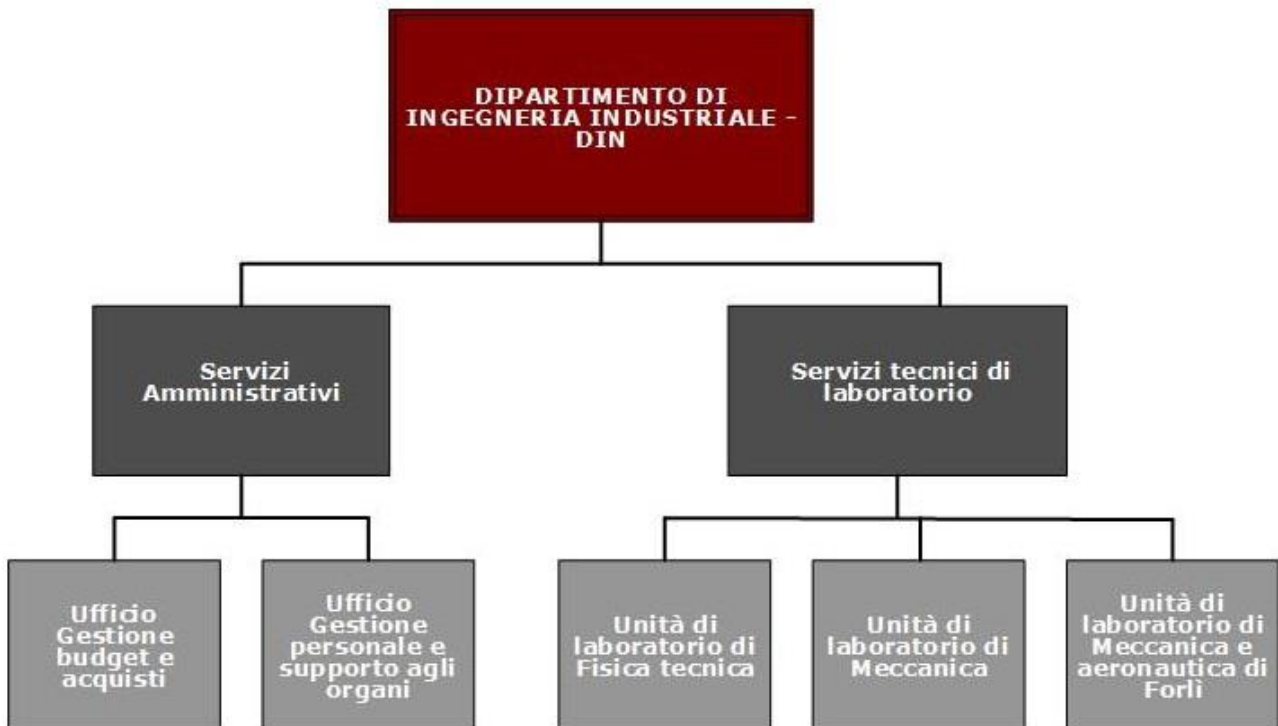 DIPARTIMENTO DI
INGEGNERIA INDUSTRIALE -
DIN
Servizi
Amministrativi
Servizi tecnici di
laboratorio
Ufficio
Gestione
budget e
acquisti
Ufficio
Gestione
personale e
supporto agli
organi
Unità di
laboratorio di
Fisica tecnica
Unità di
laboratorio di
Meccanica
Unità di
laboratorio di
Meccanica e
aeronautica di
Forlì